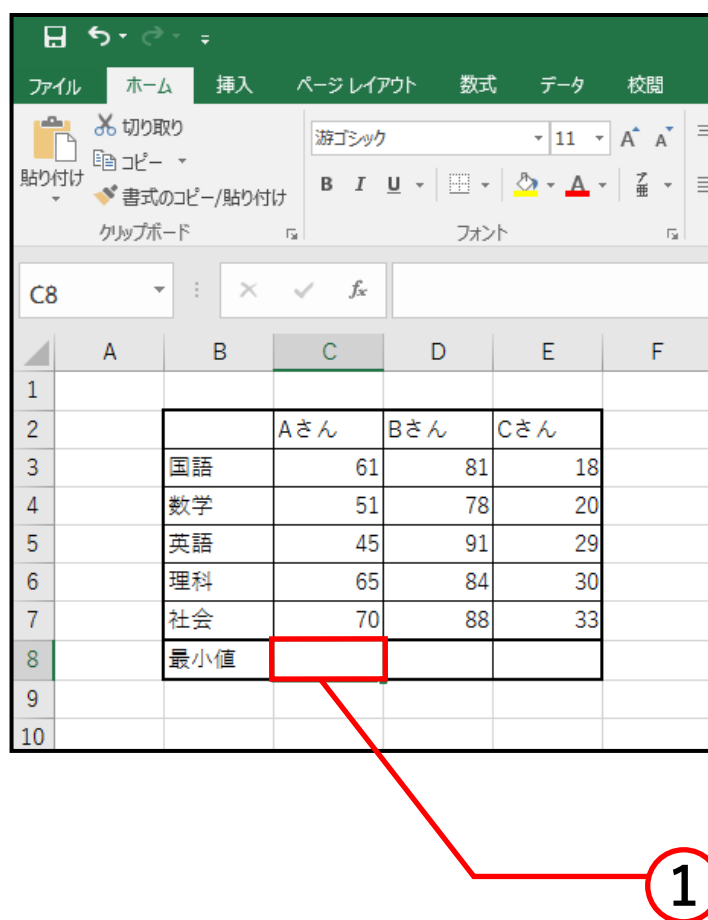 ファイル ホーム 挿入 ページ レイアウト 数式 データ 校閲
切り取り
コピー
書式のコピー/貼り付け
貼り付け
クリップボード
游ゴシック 11 A A
B I U A ア亜
フォント
C8 fx
A B C D E F
1
2 Aさん Bさん Cさん
3 国語 61 81 18
4 数学 51 78 20
5 英語 45 91 29
6 理科 65 84 30
7 社会 70 88 33
8 最小値
9
10
1